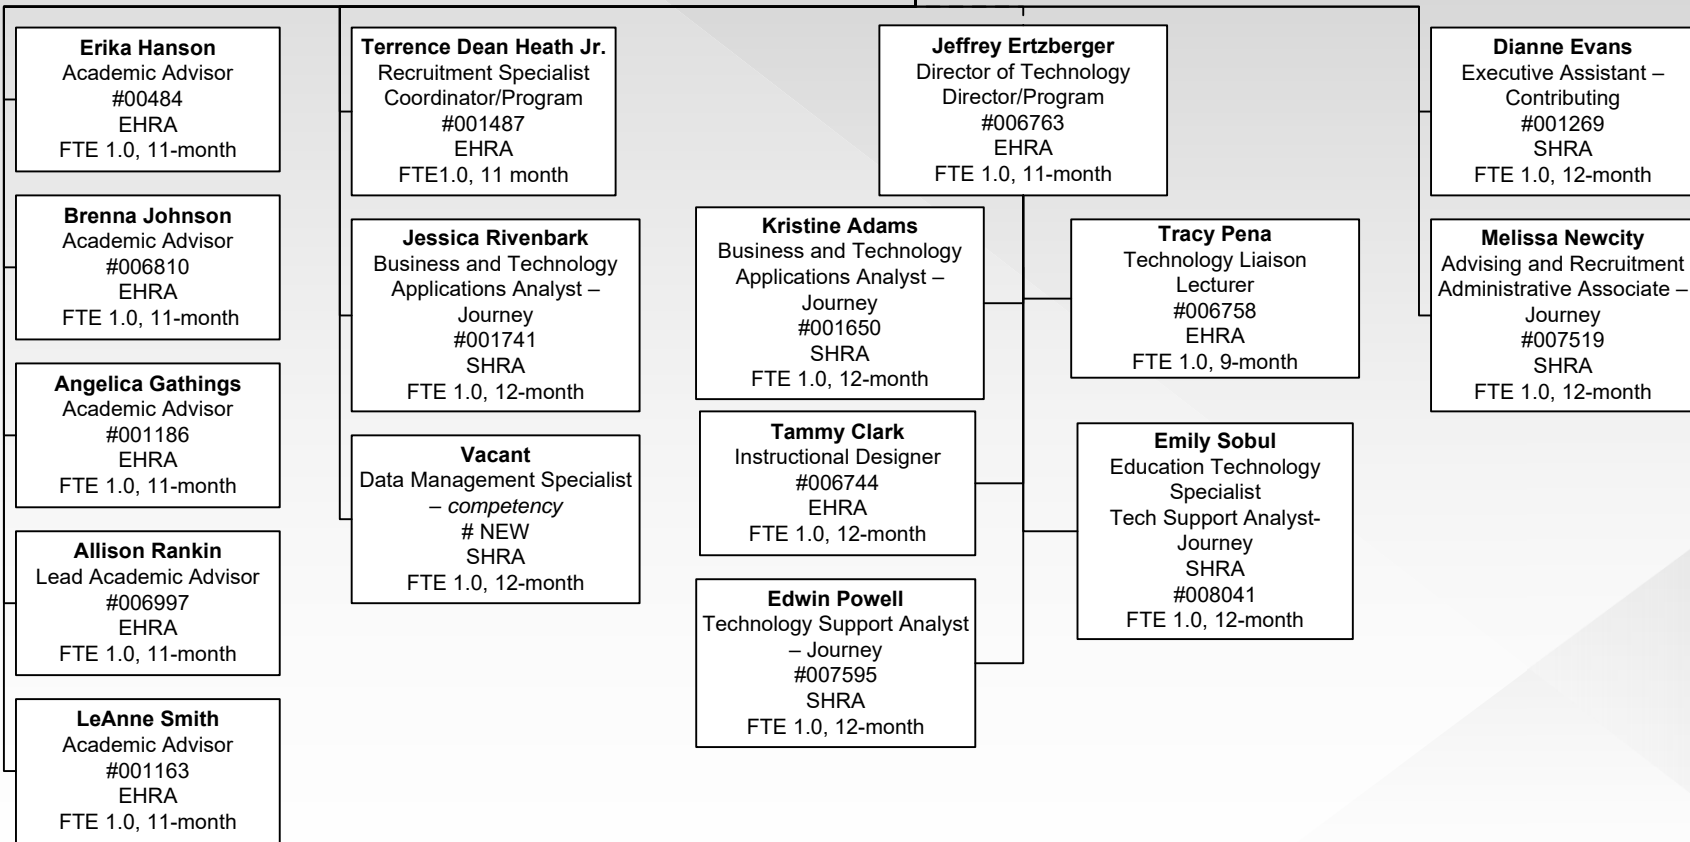 Erika Hanson
Academic Advisor
#00484
EHRA
FTE 1.0, 11-month
Brenna Johnson
Academic Advisor
#006810
EHRA
FTE 1.0, 11-month
Angelica Gathings
Academic Advisor
#001186
EHRA
FTE 1.0, 11-month
Allison Rankin
Lead Academic Advisor
#006997
EHRA
FTE 1.0, 11-month
LeAnne Smith
Academic Advisor
#001163
EHRA
FTE 1.0, 11-month
Terrence Dean Heath Jr.
Recruitment Specialist
Coordinator/Program
#001487
EHRA
FTE1.0, 11 month
Jessica Rivenbark
Business and Technology
Applications Analyst –
Journey
#001741
SHRA
FTE 1.0, 12-month
Vacant
Data Management Specialist
– competency
# NEW
SHRA
FTE 1.0, 12-month
Jeffrey Ertzberger
Director of Technology
Director/Program
#006763
EHRA
FTE 1.0, 11-month
Kristine Adams
Business and Technology
Applications Analyst –
Journey
#001650
SHRA
FTE 1.0, 12-month
Tammy Clark
Instructional Designer
#006744
EHRA
FTE 1.0, 12-month
Edwin Powell
Technology Support Analyst
– Journey
#007595
SHRA
FTE 1.0, 12-month
Tracy Pena
Technology Liaison
Lecturer
#006758
EHRA
FTE 1.0, 9-month
Emily Sobul
Education Technology
Specialist
Tech Support Analyst-
Journey
SHRA
#008041
FTE 1.0, 12-month
Dianne Evans
Executive Assistant –
Contributing
#001269
SHRA
FTE 1.0, 12-month
Melissa Newcity
Advising and Recruitment
Administrative Associate –
Journey
#007519
SHRA
FTE 1.0, 12-month